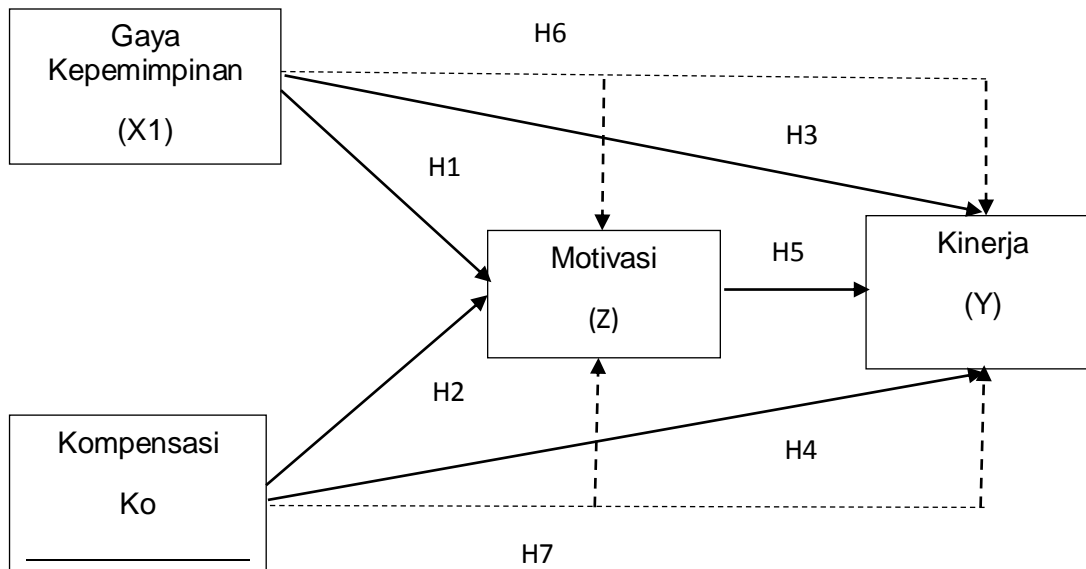 Gaya
Kepemimpinan
(X1)
H6
H3
H1
Motivasi
(Z)
H5
Kinerja
(Y)
H2
Kompensasi
Ko
H4
H7